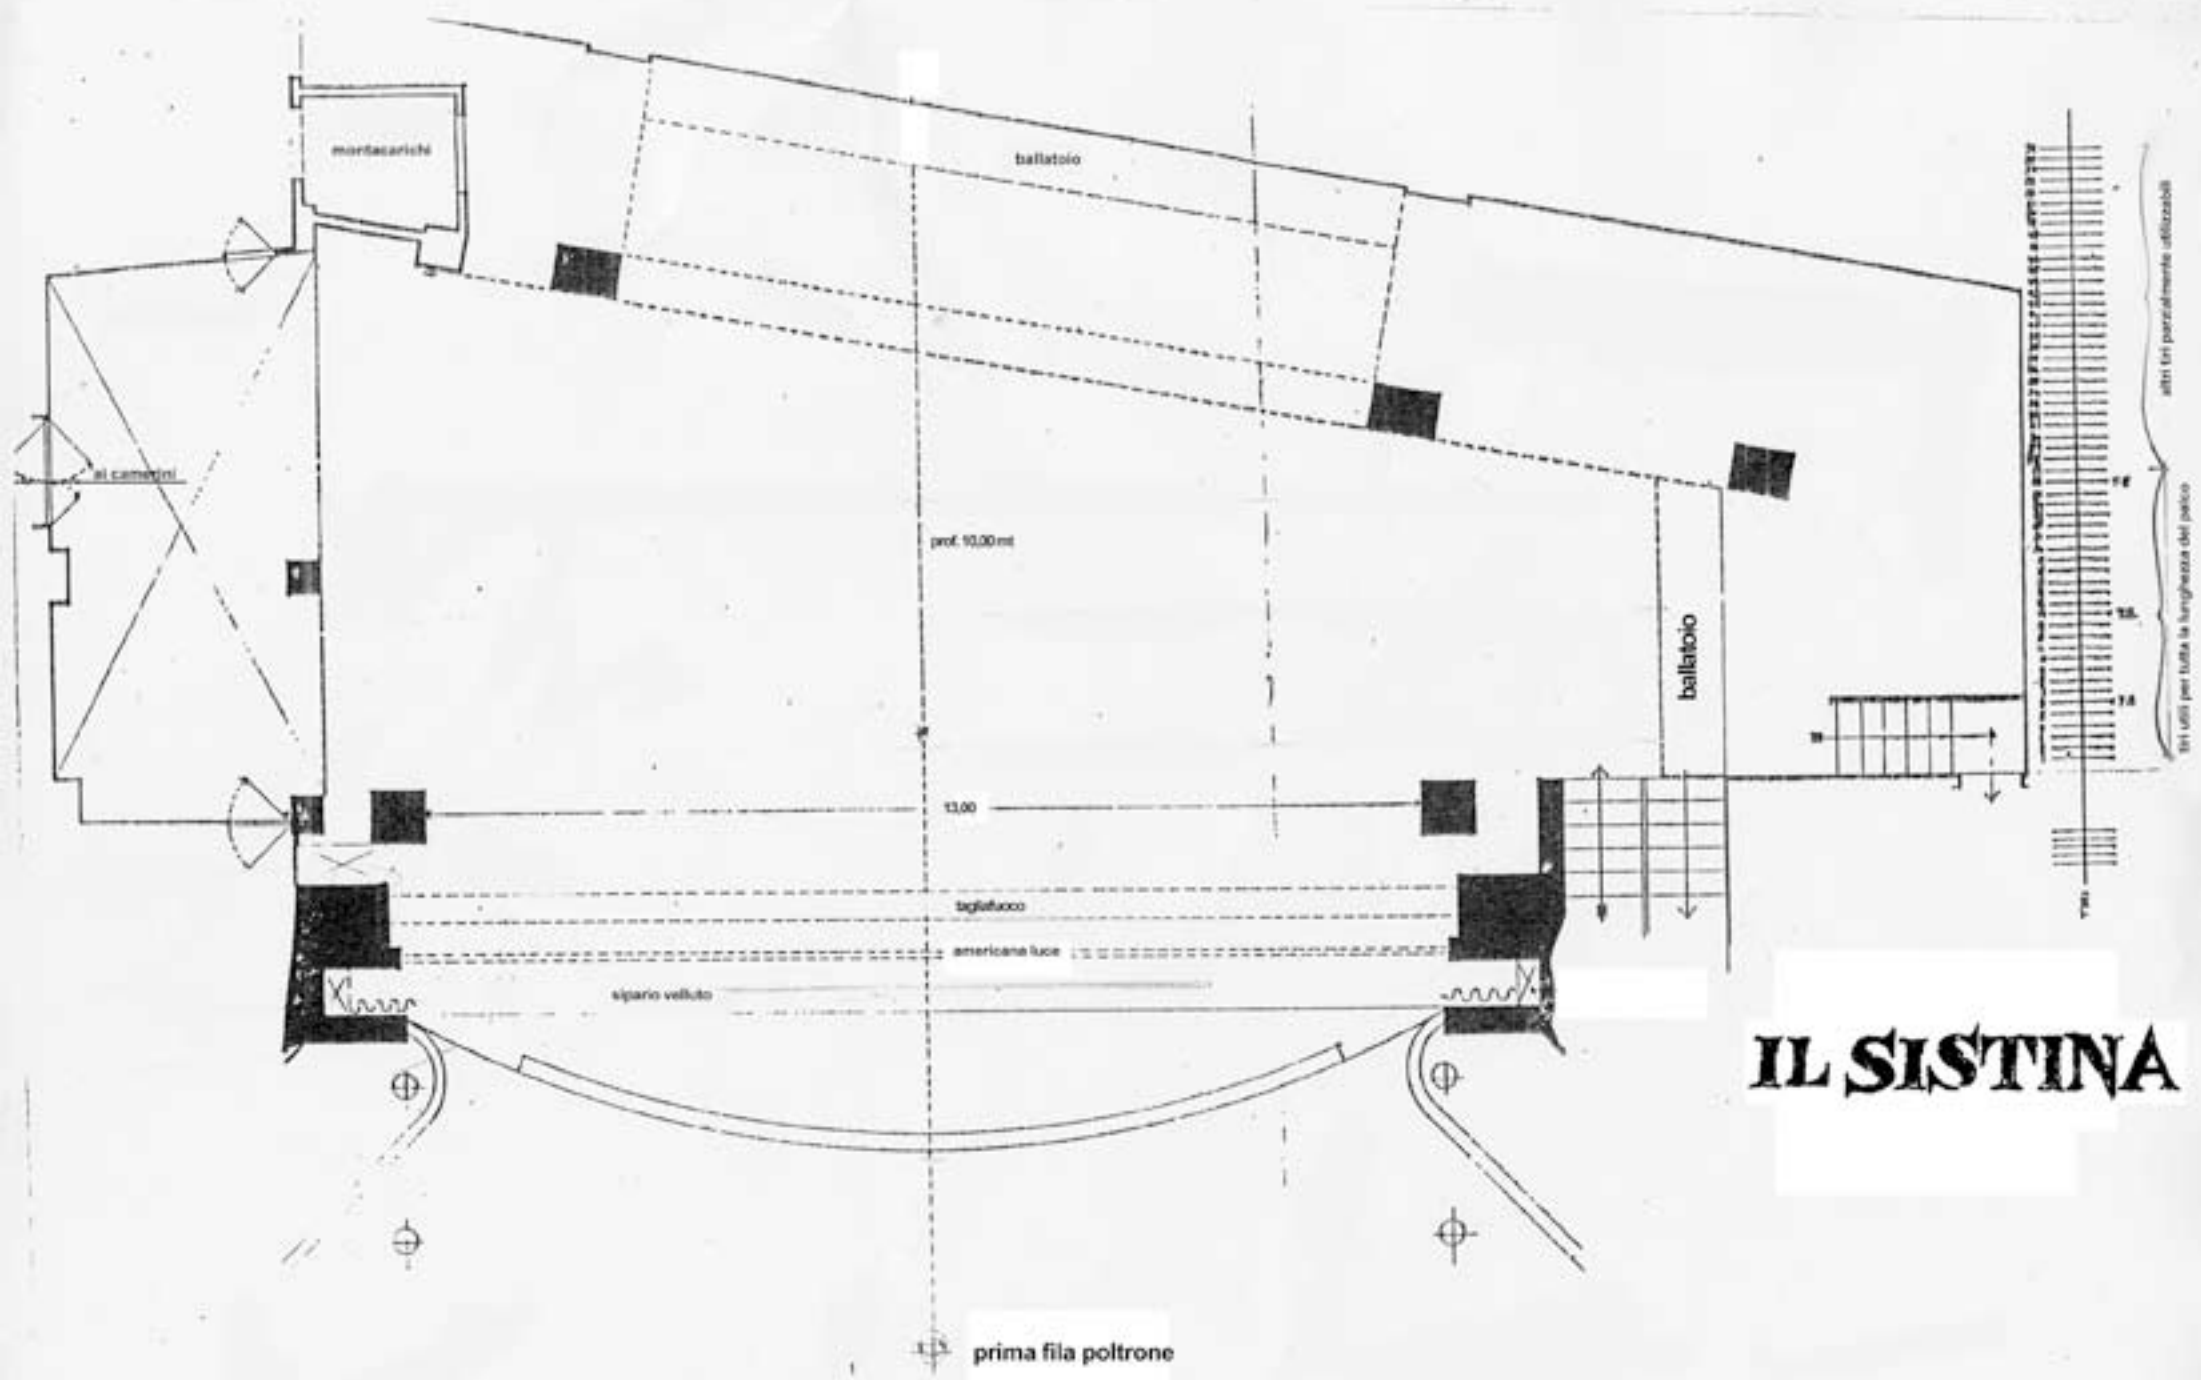 montacarichi
ballatoio
altri tiri parzialmente utilizzabili
ai camerini
prof. 10,00 mt
tiri utili per tutta la lunghezza del palco
ballatoio
13,00
tagliafuoco
americana luce
sipario velluto
IL SISTINA
prima fila poltrone